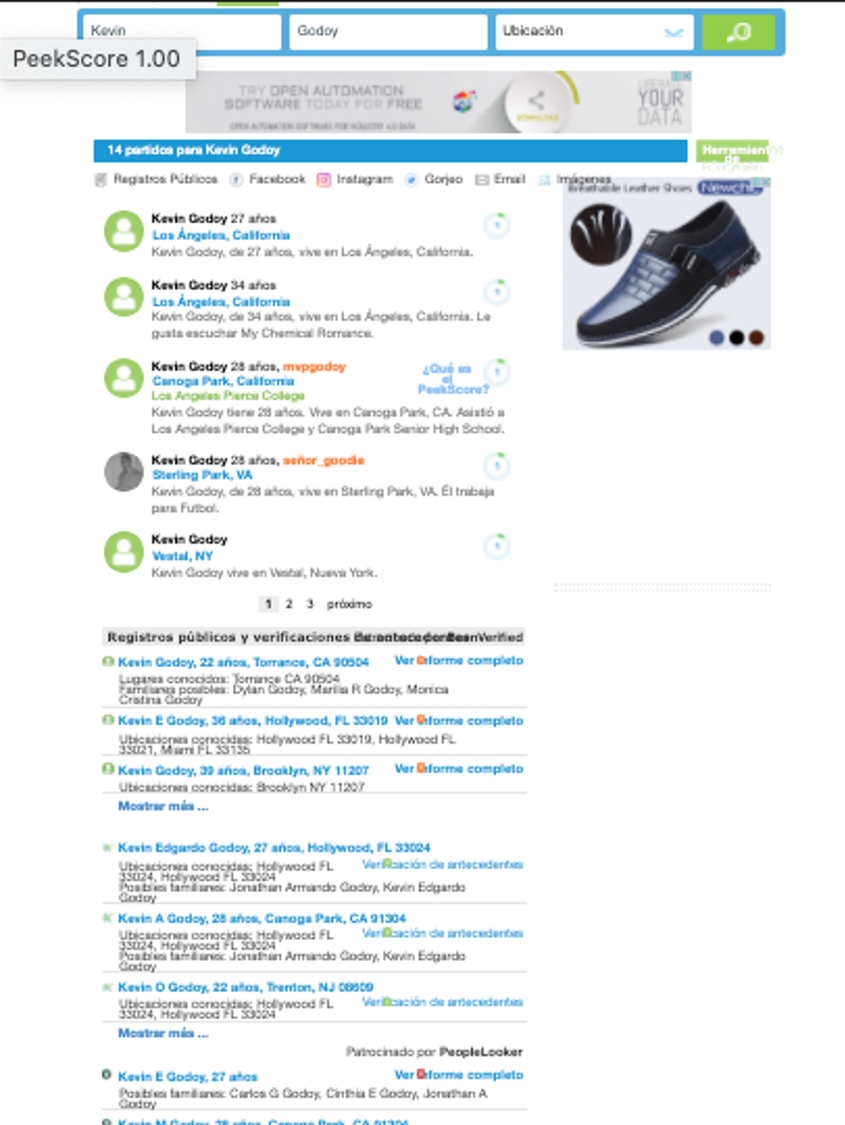 Kevin
Godoy
Ubicación
PeekScore 1.00
TRY OPEN AUTOMATION
SOFTWARE TODAY FOR FREE
OPEN AUTOMATION SOFTWARE FOR INDUSTRY 4.0 DATA
DOWNLOAD
LIBERATE
YOUR
DATA
14 partidos para Kevin Godoy
Herramientas
de
Registros Públicos
Facebook
Instagram
Gorjeo
Email
Imágenes
Breathable Leather Shoes
Newchic
Kevin Godoy 27 años
1
Los Ángeles, California
Kevin Godoy, de 27 años, vive en Los Ángeles, California.
Kevin Godoy 34 años
1
Los Ángeles, California
Kevin Godoy, de 34 años, vive en Los Ángeles, California. Le
gusta escuchar My Chemical Romance.
Kevin Godoy 28 años, mvpgodoy
¿Qué es
el
PeekScore?
1
Canoga Park, California
Los Angeles Pierce College
Kevin Godoy tiene 28 años. Vive en Canoga Park, CA. Asistió a
Los Angeles Pierce College y Canoga Park Senior High School.
Kevin Godoy 28 años, señor_goodie
1
Sterling Park, VA
Kevin Godoy, de 28 años, vive en Sterling Park, VA. Él trabaja
para Futbol.
Kevin Godoy
1
Vestal, NY
Kevin Godoy vive en Vestal, Nueva York.
1 2 3 próximo
Registros públicos y verificaciones de antecedentes
Patrocinado por BeenVerified
Kevin Godoy, 22 años, Torrance, CA 90504
Ver informe completo
Lugares conocidos: Torrance CA 90504
Familiares posibles: Dylan Godoy, Marilia R Godoy, Monica
Cristina Godoy
Kevin E Godoy, 36 años, Hollywood, FL 33019
Ver informe completo
Ubicaciones conocidas: Hollywood FL 33019, Hollywood FL
33021, Miami FL 33135
Kevin Godoy, 39 años, Brooklyn, NY 11207
Ver informe completo
Ubicaciones conocidas: Brooklyn NY 11207
Mostrar más ...
Kevin Edgardo Godoy, 27 años, Hollywood, FL 33024
Ubicaciones conocidas: Hollywood FL
Verificación de antecedentes
33024, Hollywood FL 33024
Posibles familiares: Jonathan Armando Godoy, Kevin Edgardo
Godoy
Kevin A Godoy, 28 años, Canoga Park, CA 91304
Ubicaciones conocidas: Hollywood FL
Verificación de antecedentes
33024, Hollywood FL 33024
Posibles familiares: Jonathan Armando Godoy, Kevin Edgardo
Godoy
Kevin O Godoy, 22 años, Trenton, NJ 08609
Ubicaciones conocidas: Hollywood FL
Verificación de antecedentes
33024, Hollywood FL 33024
Mostrar más ...
Patrocinado por PeopleLooker
Kevin E Godoy, 27 años
Ver informe completo
Posibles familiares: Carlos G Godoy, Cinthia E Godoy, Jonathan A
Godoy
Kevin M Godoy, 28 años, Canoga Park, CA 91304